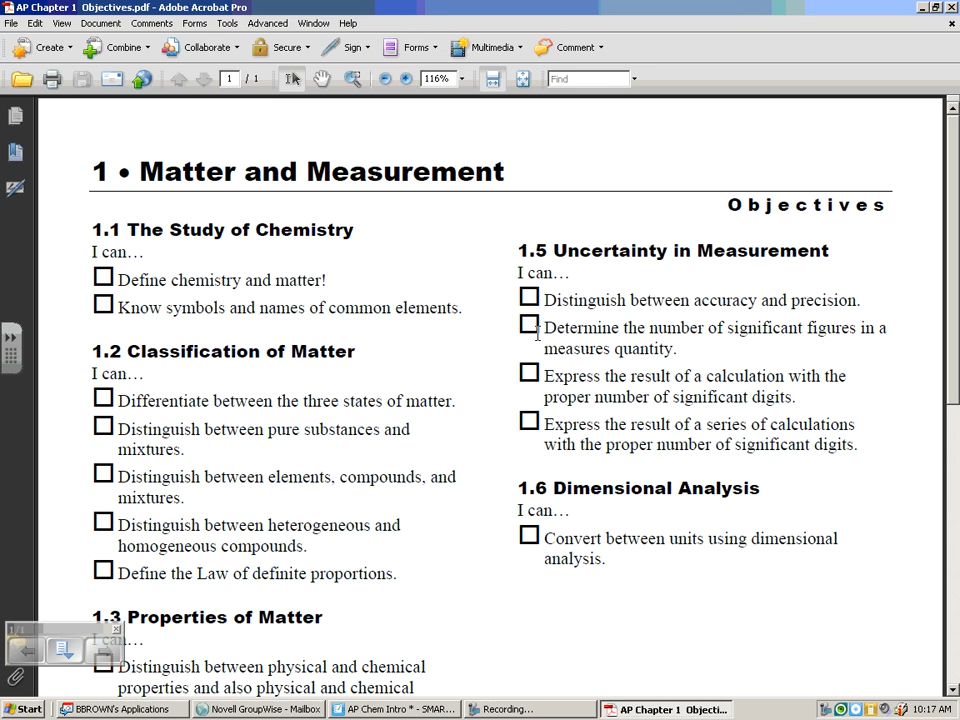 AP Chapter 1 Objectives.pdf - Adobe Acrobat Pro
File Edit View Document Comments Forms Tools Advanced Window Help
Create Combine Collaborate Secure Sign Forms Multimedia Comment
1 / 1 116% Find
1 • Matter and Measurement
Objectives
1.1 The Study of Chemistry
I can…
Define chemistry and matter!
Know symbols and names of common elements.
1.2 Classification of Matter
I can…
Differentiate between the three states of matter.
Distinguish between pure substances and
mixtures.
Distinguish between elements, compounds, and
mixtures.
Distinguish between heterogeneous and
homogeneous compounds.
Define the Law of definite proportions.
1.3 Properties of Matter
I can…
Distinguish between physical and chemical
properties and also physical and chemical
1.5 Uncertainty in Measurement
I can…
Distinguish between accuracy and precision.
Determine the number of significant figures in a
measures quantity.
Express the result of a calculation with the
proper number of significant digits.
Express the result of a series of calculations
with the proper number of significant digits.
1.6 Dimensional Analysis
I can…
Convert between units using dimensional
analysis.
1/1
Start BBROWN's Applications Novell GroupWise - Mailbox AP Chem Intro * - SMAR... Recording... AP Chapter 1 Objecti... 10:17 AM